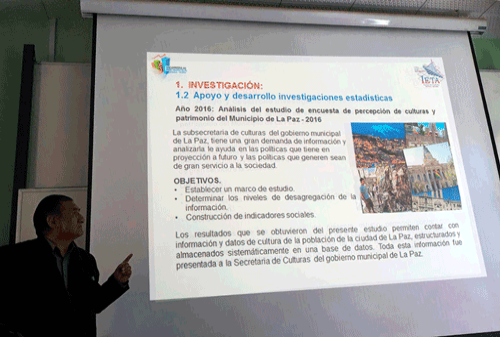 IETA
1. INVESTIGACIÓN:
1.2 Apoyo y desarrollo investigaciones estadísticas
Año 2016: Análisis del estudio de encuesta de percepción de culturas y
patrimonio del Municipio de La Paz - 2016
La subsecretaria de culturas del gobierno municipal
de La Paz, tiene una gran demanda de información y
analizarla le ayuda en las políticas que tiene en
proyección a futuro y las políticas que generen sean
de gran servicio a la sociedad.
OBJETIVOS.
• Establecer un marco de estudio.
• Determinar los niveles de desagregación de la
información.
• Construcción de indicadores sociales.
Los resultados que se obtuvieron del presente estudio permiten contar con
información y datos de cultura de la población de la ciudad de La Paz, estructurados y
almacenados sistemáticamente en una base de datos. Toda esta información fue
presentada a la Secretaria de Culturas del gobierno municipal de La Paz.